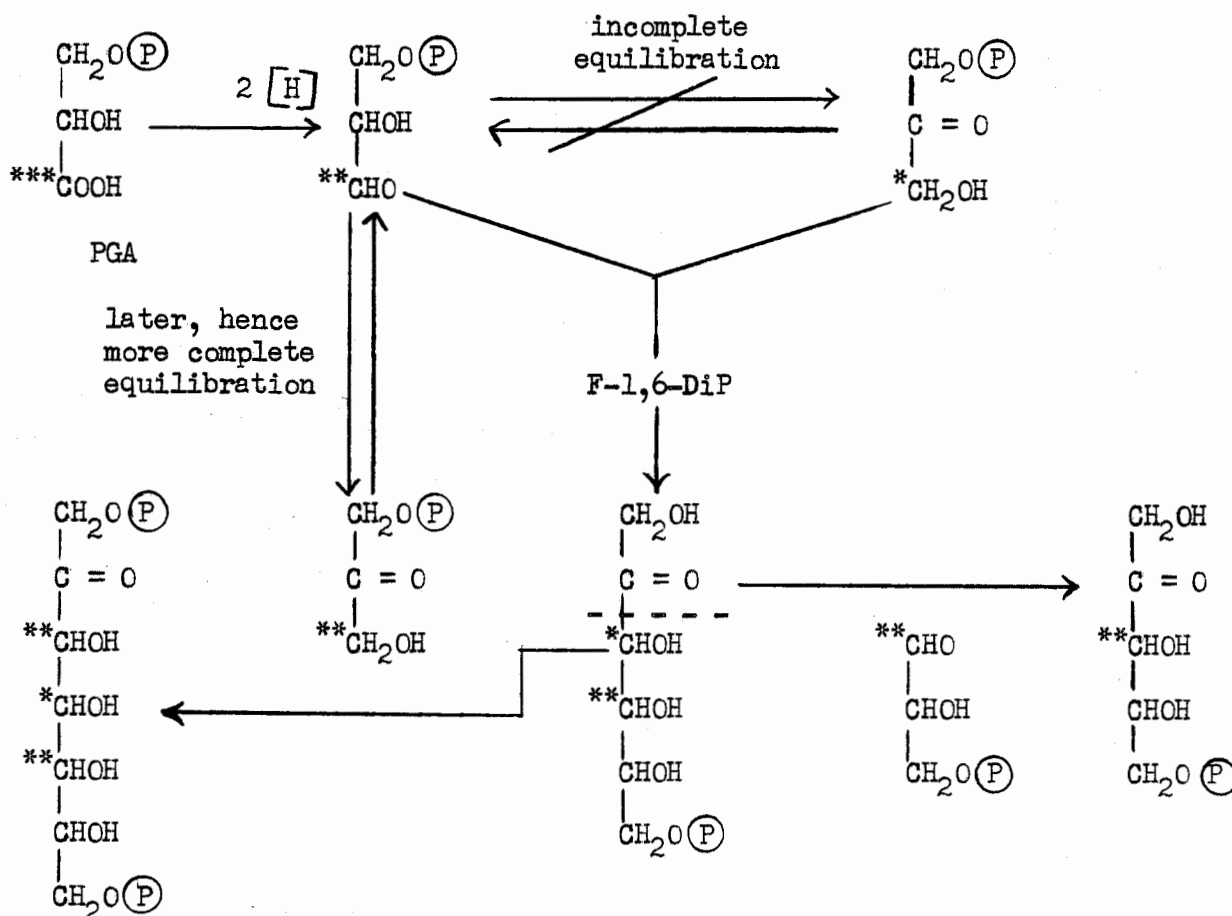 incomplete
equilibration
CH2O(P)
CHOH
***COOH
PGA
2 [H]
CH2O(P)
CHOH
**CHO
CH2O(P)
C = O
*CH2OH
later, hence
more complete
equilibration
F-1,6-DiP
CH2O(P)
C = O
**CHOH
*CHOH
**CHOH
CHOH
CH2O(P)
CH2O(P)
C = O
**CH2OH
CH2OH
C = O
*CHOH
**CHOH
CHOH
CH2O(P)
**CHO
CHOH
CH2O(P)
CH2OH
C = O
**CHOH
CHOH
CH2O(P)